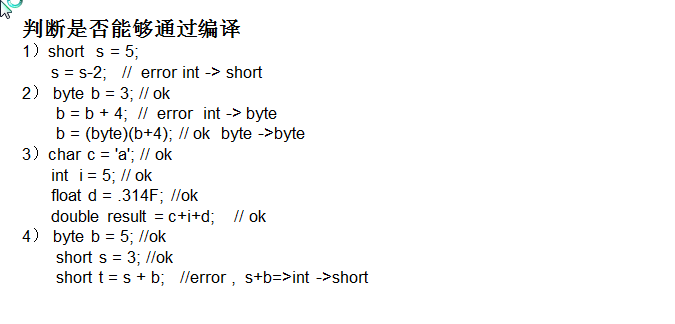 判断是否能够通过编译
1）short s = 5;
s = s-2; // error int -> short
2） byte b = 3; // ok
b = b + 4; // error int -> byte
b = (byte)(b+4); // ok byte ->byte
3）char c = 'a'; // ok
int i = 5; // ok
float d = .314F; //ok
double result = c+i+d; // ok
4） byte b = 5; //ok
short s = 3; //ok
short t = s + b; //error , s+b=>int ->short